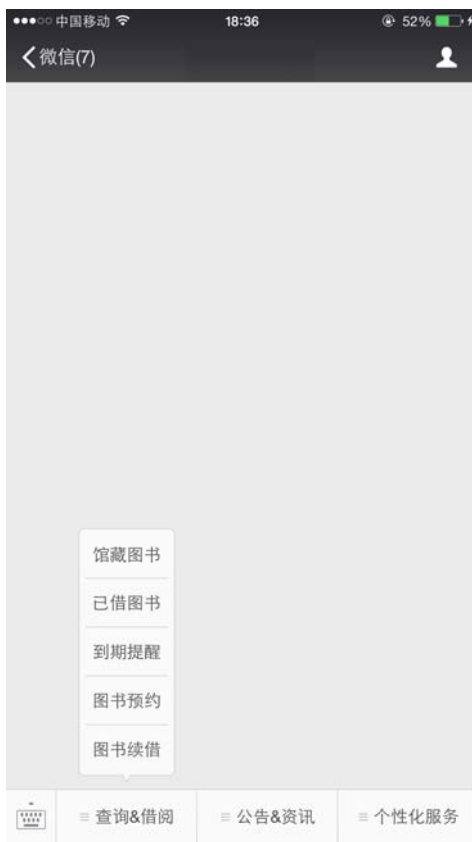 中国移动 18:36 52%
微信(7)
馆藏图书
已借图书
到期提醒
图书预约
图书续借
查询&借阅 公告&资讯 个性化服务